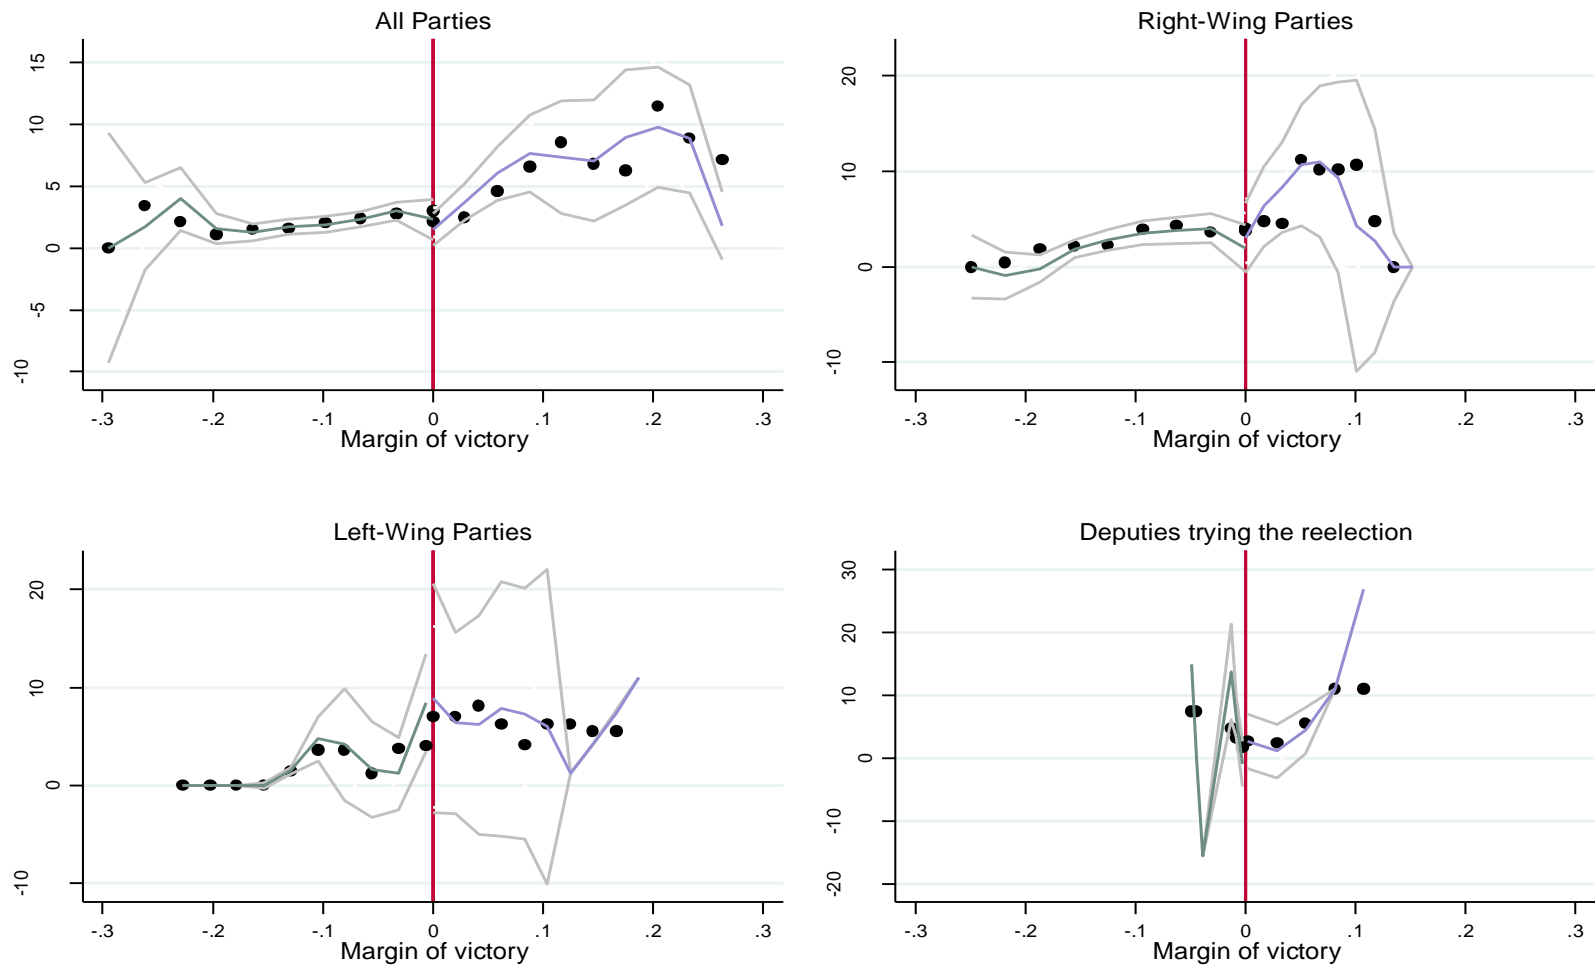 All Parties
15
10
5
0
-5
-10
-.3 -.2 -.1 0 .1 .2 .3
Margin of victory
Right-Wing Parties
20
10
0
-10
-.3 -.2 -.1 0 .1 .2 .3
Margin of victory
Left-Wing Parties
20
10
0
-10
-.3 -.2 -.1 0 .1 .2 .3
Margin of victory
Deputies trying the reelection
30
20
10
0
-10
-20
-.3 -.2 -.1 0 .1 .2 .3
Margin of victory